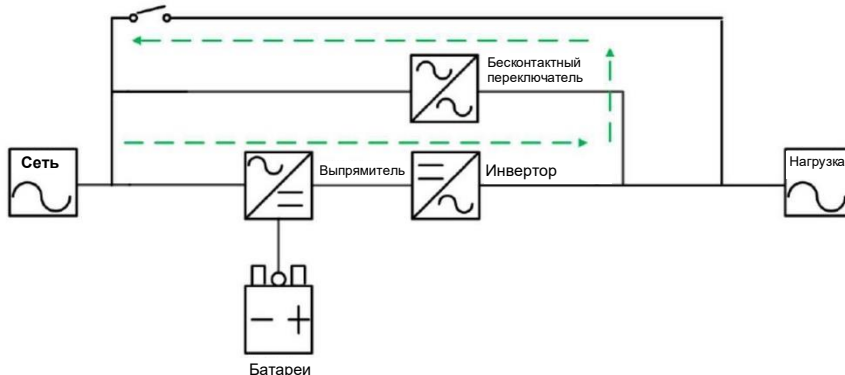 Бесконтактный
переключатель
Сеть
Выпрямитель
Инвертор
Нагрузка
Батареи